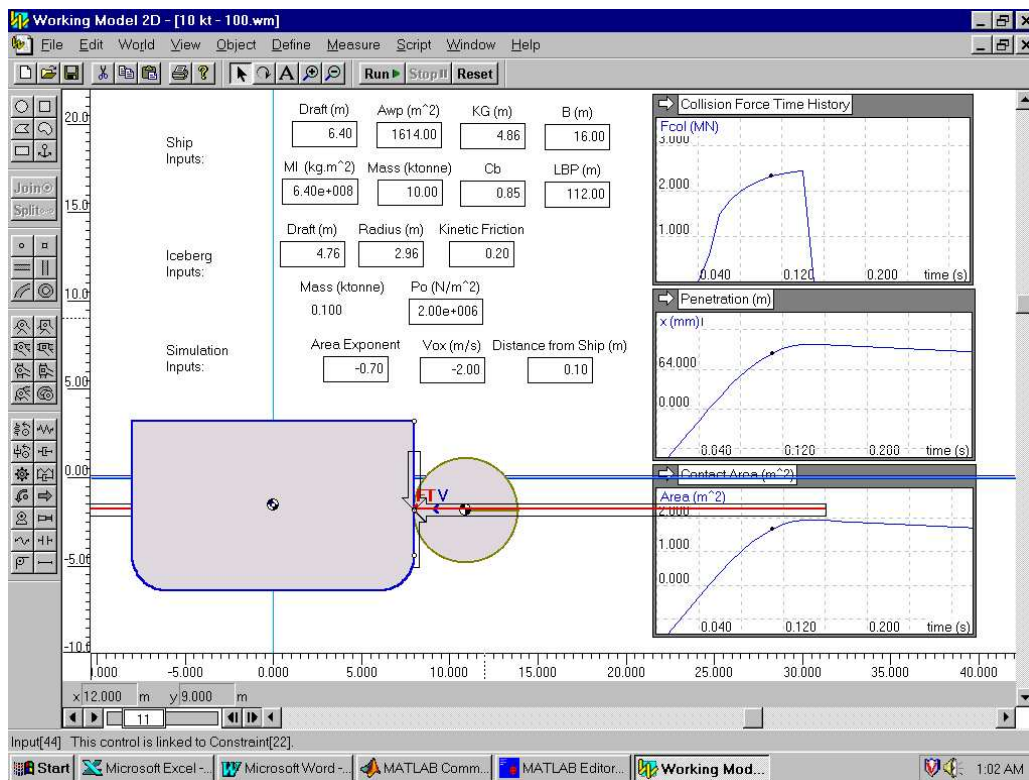 Working Model 2D - [10 kt - 100.wm]
File Edit World View Object Define Measure Script Window Help
A Run Stop Reset
Join
Split
20.0
15.0
10.0
5.00
0.00
-5.00
-10.0
Ship
Inputs:
Draft (m) Awp (m^2) KG (m) B (m)
6.40 1614.00 4.86 16.00
MI (kg.m^2) Mass (ktonne) Cb LBP (m)
6.40e+008 10.00 0.85 112.00
Iceberg
Inputs:
Draft (m) Radius (m) Kinetic Friction
4.76 2.96 0.20
Mass (ktonne) Po (N/m^2)
0.100 2.00e+006
Simulation
Inputs:
Area Exponent Vox (m/s) Distance from Ship (m)
-0.70 -2.00 0.10
V
Collision Force Time History
Fcol (MN)
3.000
2.000
1.000
0.040 0.120 0.200 time (s)
Penetration (m)
x (mm)
64.000
0.000
0.040 0.120 0.200 time (s)
Contact Area (m^2)
Area (m^2)
2.000
1.000
0.000
0.040 0.120 0.200 time (s)
-5.000 0.000 5.000 10.000 15.000 20.000 25.000 30.000 35.000 40.000
x 12.000 m y 9.000 m
11
Input[44] This control is linked to Constraint[22].
Start Microsoft Excel -... Microsoft Word -... MATLAB Comm... MATLAB Editor... Working Mod... 1:02 AM